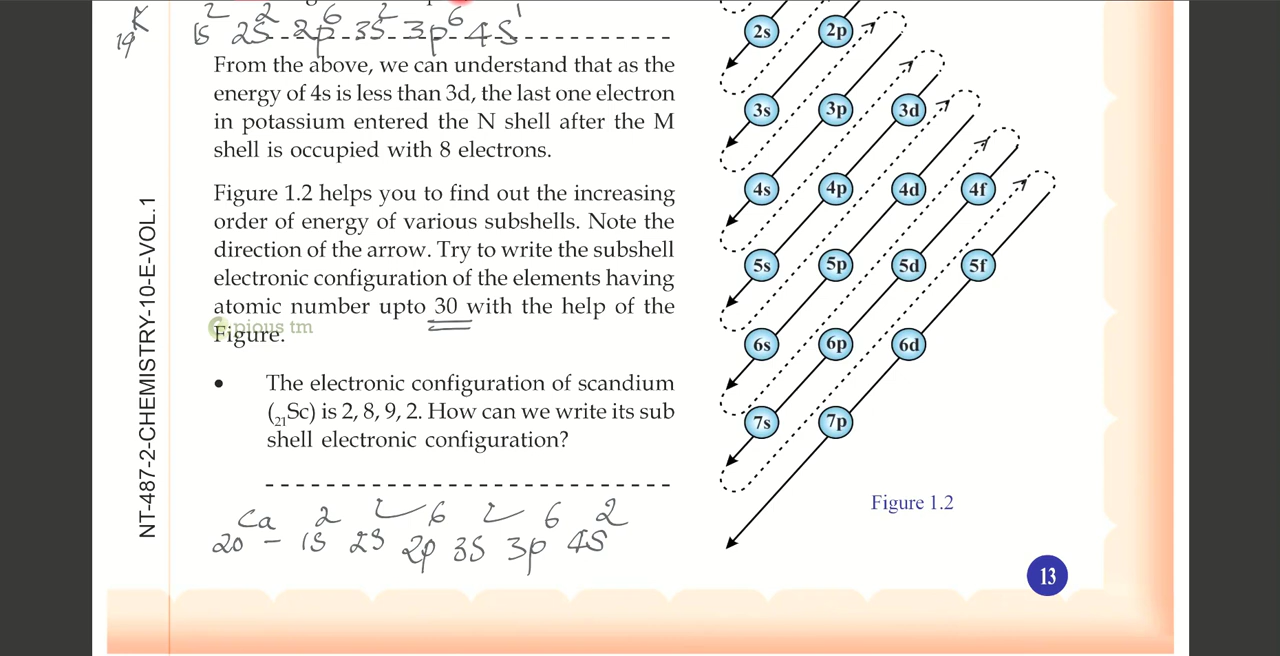 19K 1s² 2s² 2p⁶ 3s² 3p⁶ 4s¹
From the above, we can understand that as the
energy of 4s is less than 3d, the last one electron
in potassium entered the N shell after the M
shell is occupied with 8 electrons.
Figure 1.2 helps you to find out the increasing
order of energy of various subshells. Note the
direction of the arrow. Try to write the subshell
electronic configuration of the elements having
atomic number upto 30 with the help of the
Figure.
pious tm
• The electronic configuration of scandium
(₂₁Sc) is 2, 8, 9, 2. How can we write its sub
shell electronic configuration?
20 Ca – 1s² 2s² 2p⁶ 3s² 3p⁶ 4s²
2s 2p
3s 3p 3d
4s 4p 4d 4f
5s 5p 5d 5f
6s 6p 6d
7s 7p
Figure 1.2
13
NT-487-2-CHEMISTRY-10-E-VOL.1